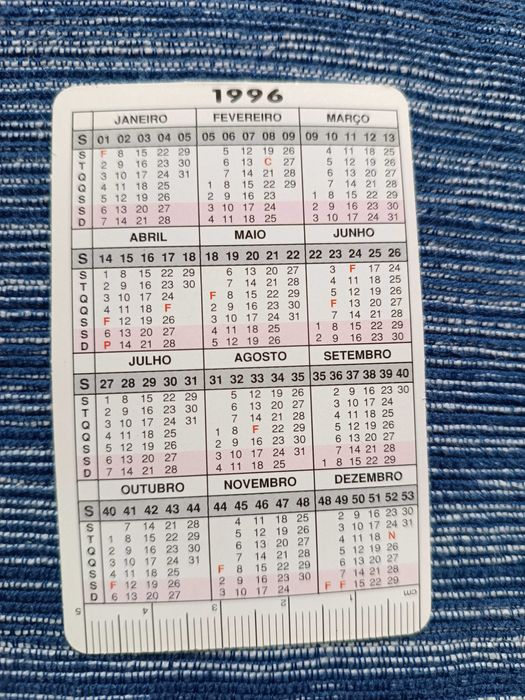 1996
JANEIRO FEVEREIRO MARÇO
S 01 02 03 04 05 05 06 07 08 09 09 10 11 12 13
S F 8 15 22 29 5 12 19 26 4 11 18 25
T 2 9 16 23 30 6 13 C 27 5 12 19 26
Q 3 10 17 24 31 7 14 21 28 6 13 20 27
Q 4 11 18 25 1 8 15 22 29 7 14 21 28
S 5 12 19 26 2 9 16 23 1 8 15 22 29
S 6 13 20 27 3 10 17 24 2 9 16 23 30
D 7 14 21 28 4 11 18 25 3 10 17 24 31
ABRIL MAIO JUNHO
S 14 15 16 17 18 18 19 20 21 22 22 23 24 25 26
S 1 8 15 22 29 6 13 20 27 3 F 17 24
T 2 9 16 23 30 7 14 21 28 4 11 18 25
Q 3 10 17 24 F 8 15 22 29 5 12 19 26
Q 4 11 18 F 2 9 16 23 30 F 13 20 27
S F 12 19 26 3 10 17 24 31 7 14 21 28
S 6 13 20 27 4 11 18 25 1 8 15 22 29
D P 14 21 28 5 12 19 26 2 9 16 23 30
JULHO AGOSTO SETEMBRO
S 27 28 29 30 31 31 32 33 34 35 35 36 37 38 39 40
S 1 8 15 22 29 5 12 19 26 2 9 16 23 30
T 2 9 16 23 30 6 13 20 27 3 10 17 24
Q 3 10 17 24 31 7 14 21 28 4 11 18 25
Q 4 11 18 25 1 8 F 22 29 5 12 19 26
S 5 12 19 26 2 9 16 23 30 6 13 20 27
S 6 13 20 27 3 10 17 24 31 7 14 21 28
D 7 14 21 28 4 11 18 25 1 8 15 22 29
OUTUBRO NOVEMBRO DEZEMBRO
S 40 41 42 43 44 44 45 46 47 48 48 49 50 51 52 53
S 7 14 21 28 4 11 18 25 2 9 16 23 30
T 1 8 15 22 29 5 12 19 26 3 10 17 24 31
Q 2 9 16 23 30 6 13 20 27 4 11 18 N
Q 3 10 17 24 31 7 14 21 28 5 12 19 26
S 4 11 18 25 F 8 15 22 29 6 13 20 27
S F 12 19 26 2 9 16 23 30 7 14 21 28
D 6 13 20 27 3 10 17 24 F F 15 22 29
5 4 3 2 1 cm